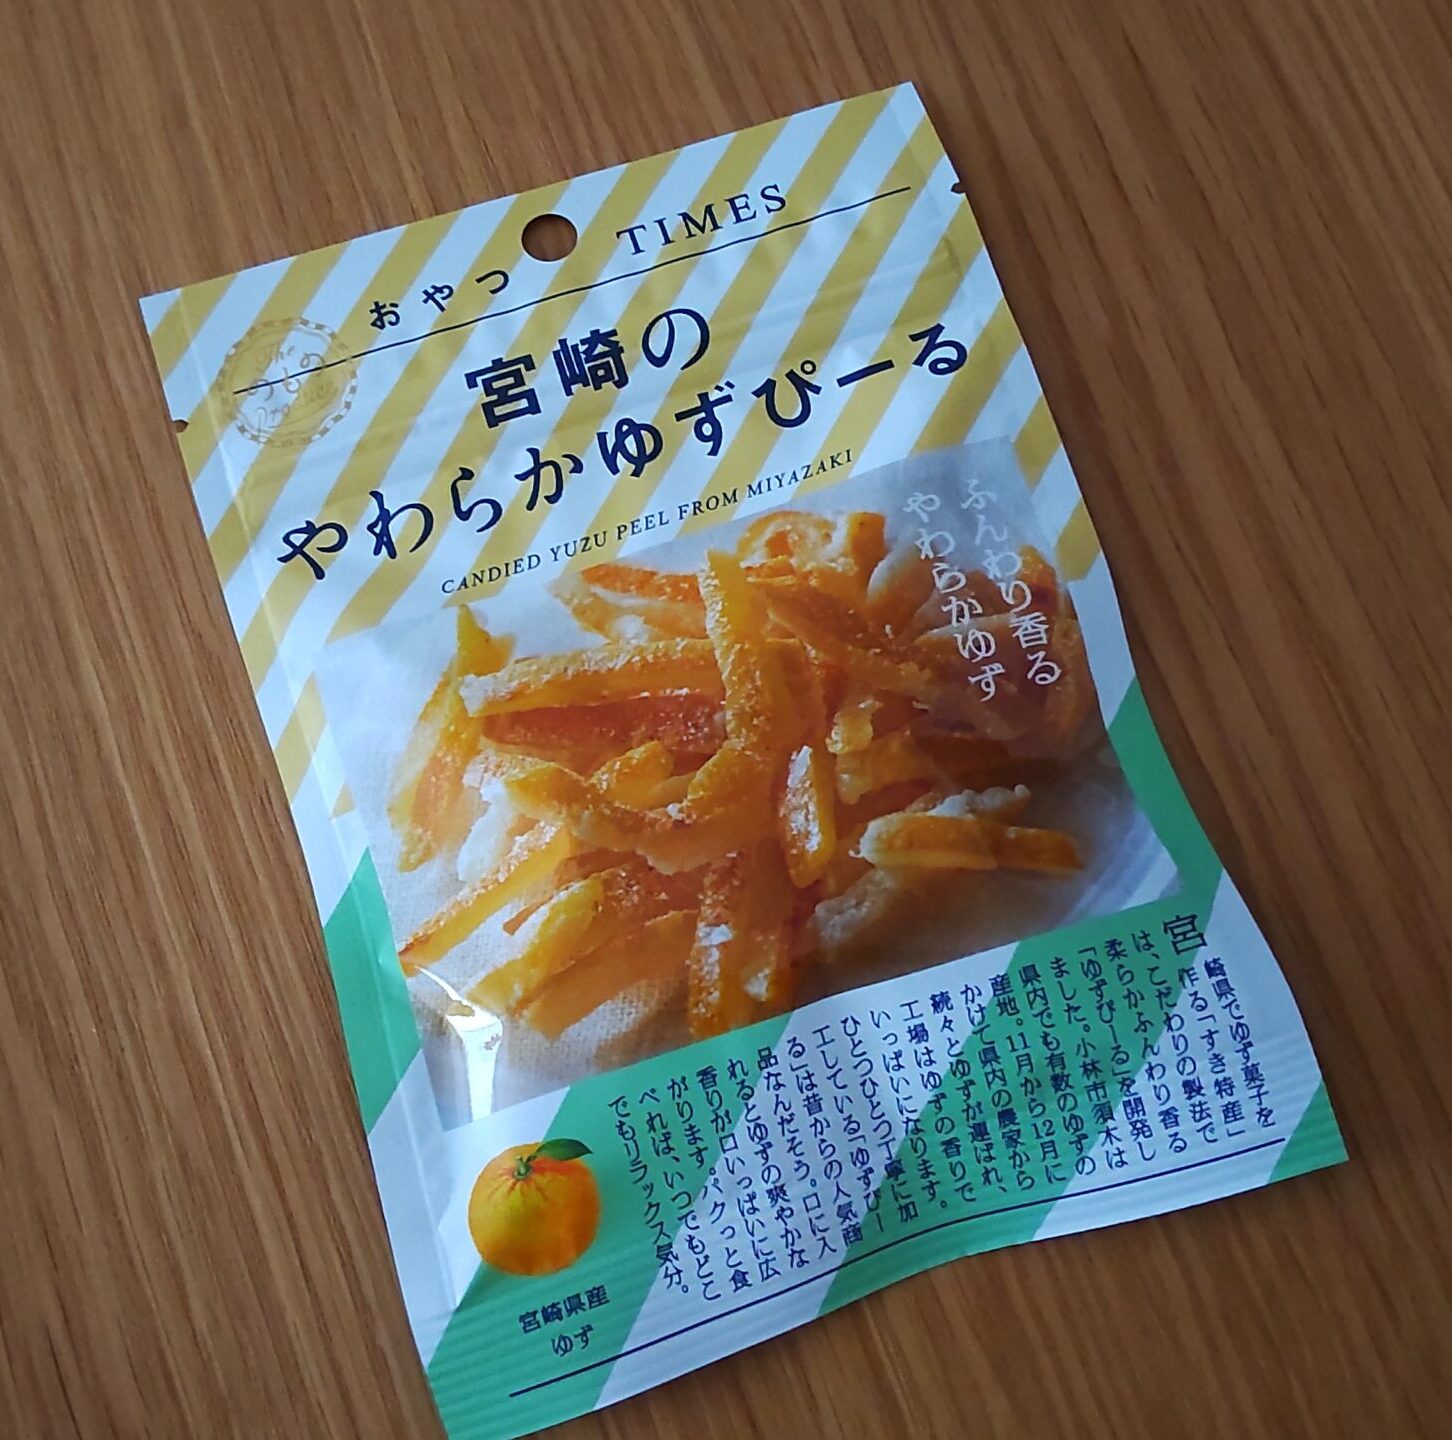 おやつ TIMES
宮崎の
やわらかゆずぴーる
CANDIED YUZU PEEL FROM MIYAZAKI
ふんわり香る
やわらかゆず
宮崎県でゆず菓子を
作る「すき特産」
は、こだわりの製法で
柔らかふんわり香る
「ゆずぴーる」を開発し
ました。小林市須木は
県内でも有数のゆずの
産地。11月から12月に
かけて県内の農家から
続々とゆずが運ばれ、
工場はゆずの香りで
いっぱいになります。
ひとつひとつ丁寧に加
工している「ゆずぴー
る」は昔からの人気商
品なんだそう。口に入
れるとゆずの爽やかな
香りが口いっぱいに広
がります。パクっと食
べれば、いつでもどこ
でもリラックス気分。
宮崎県産
ゆず